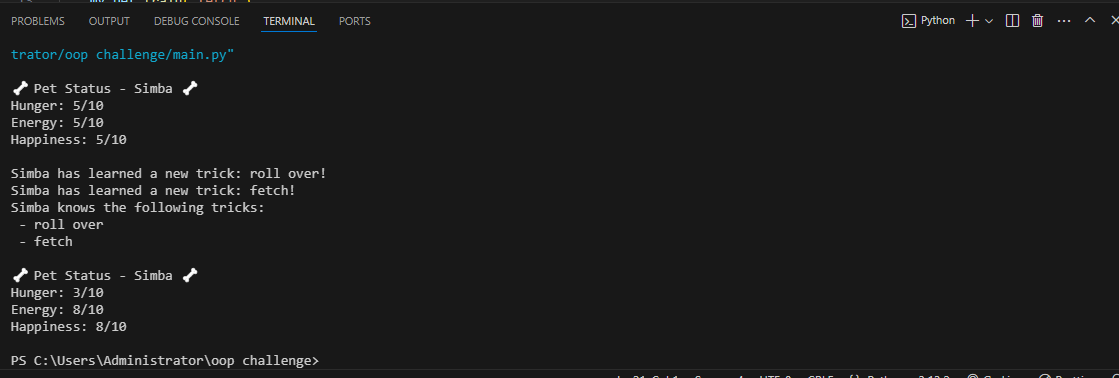 PROBLEMS OUTPUT DEBUG CONSOLE TERMINAL PORTS Python
trator/oop challenge/main.py"
🦴 Pet Status - Simba 🦴
Hunger: 5/10
Energy: 5/10
Happiness: 5/10
Simba has learned a new trick: roll over!
Simba has learned a new trick: fetch!
Simba knows the following tricks:
- roll over
- fetch
🦴 Pet Status - Simba 🦴
Hunger: 3/10
Energy: 8/10
Happiness: 8/10
PS C:\Users\Administrator\oop challenge>